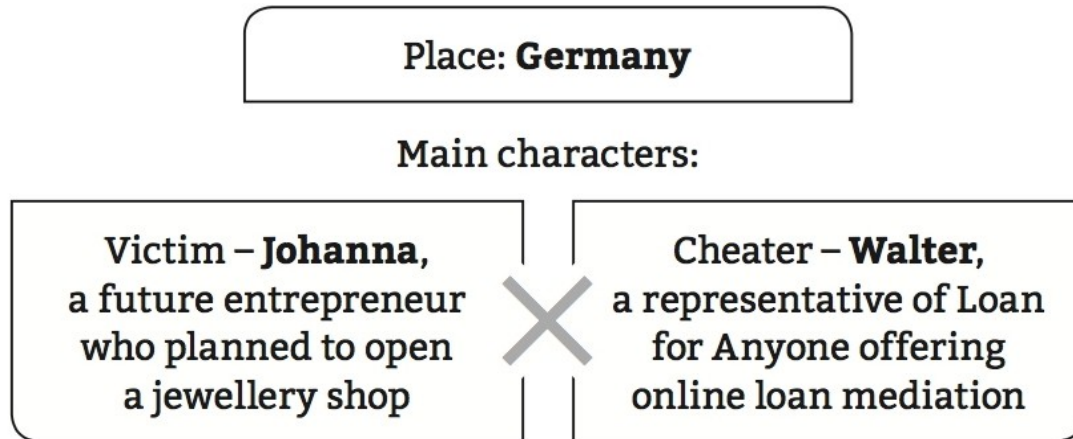 Place: Germany
Main characters:
Victim – Johanna,
a future entrepreneur
who planned to open
a jewellery shop
Cheater – Walter,
a representative of Loan
for Anyone offering
online loan mediation